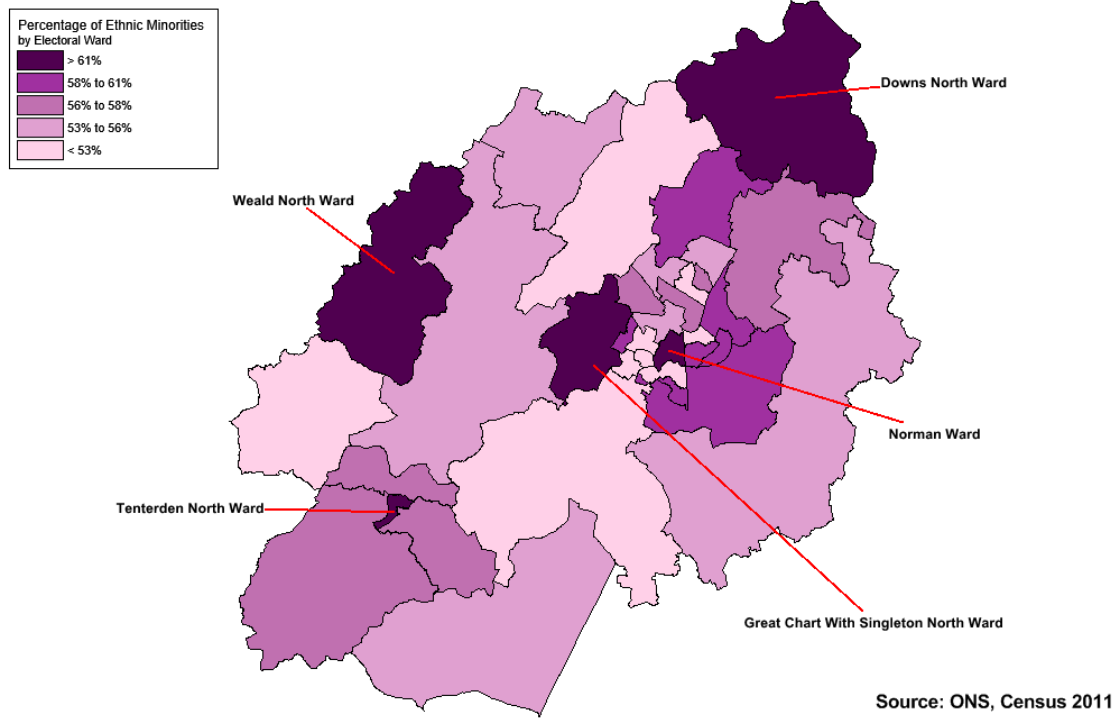 Percentage of Ethnic Minorities
by Electoral Ward
> 61%
58% to 61%
56% to 58%
53% to 56%
< 53%
Downs North Ward
Weald North Ward
Norman Ward
Tenterden North Ward
Great Chart With Singleton North Ward
Source: ONS, Census 2011